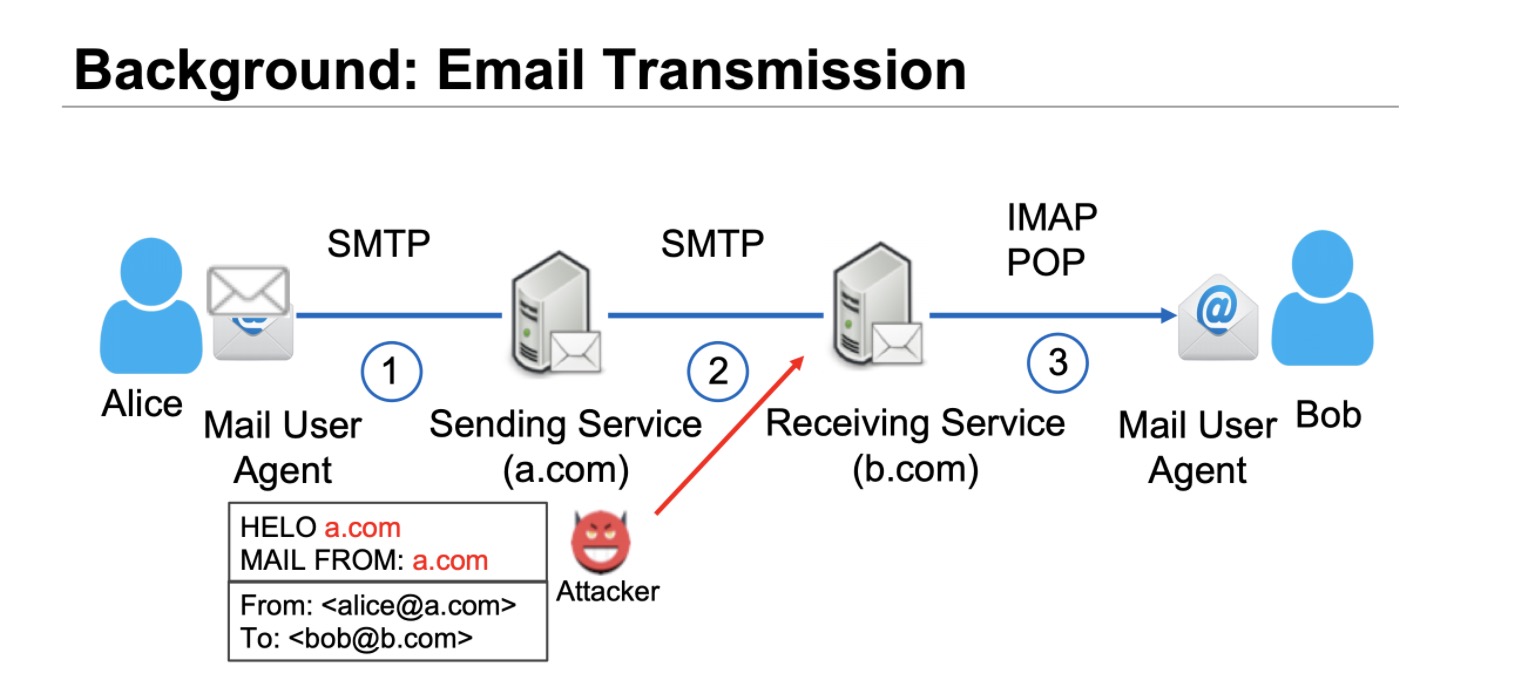 Background: Email Transmission
SMTP
SMTP
IMAP
POP
@
1
2
3
Alice
Mail User
Agent
Sending Service
(a.com)
Receiving Service
(b.com)
Mail User
Agent
Bob
HELO a.com
MAIL FROM: a.com
From: <alice@a.com>
To: <bob@b.com>
Attacker